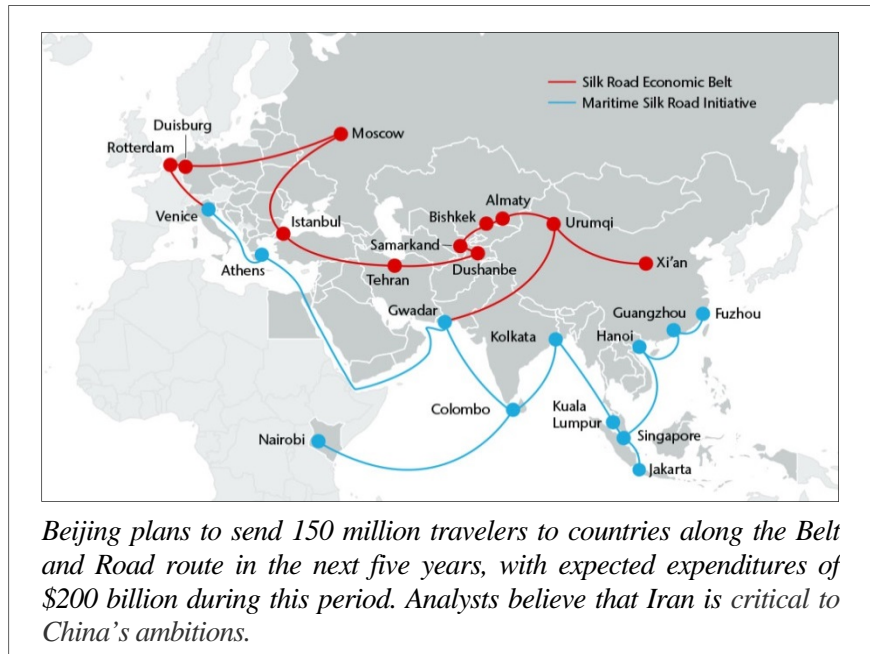 Silk Road Economic Belt
Maritime Silk Road Initiative
Duisburg
Moscow
Rotterdam
Almaty
Venice
Istanbul
Bishkek
Urumqi
Samarkand
Athens
Tehran
Dushanbe
Xi'an
Gwadar
Guangzhou
Fuzhou
Kolkata
Hanoi
Colombo
Kuala
Lumpur
Nairobi
Singapore
Jakarta
Beijing plans to send 150 million travelers to countries along the Belt
and Road route in the next five years, with expected expenditures of
$200 billion during this period. Analysts believe that Iran is critical to
China's ambitions.